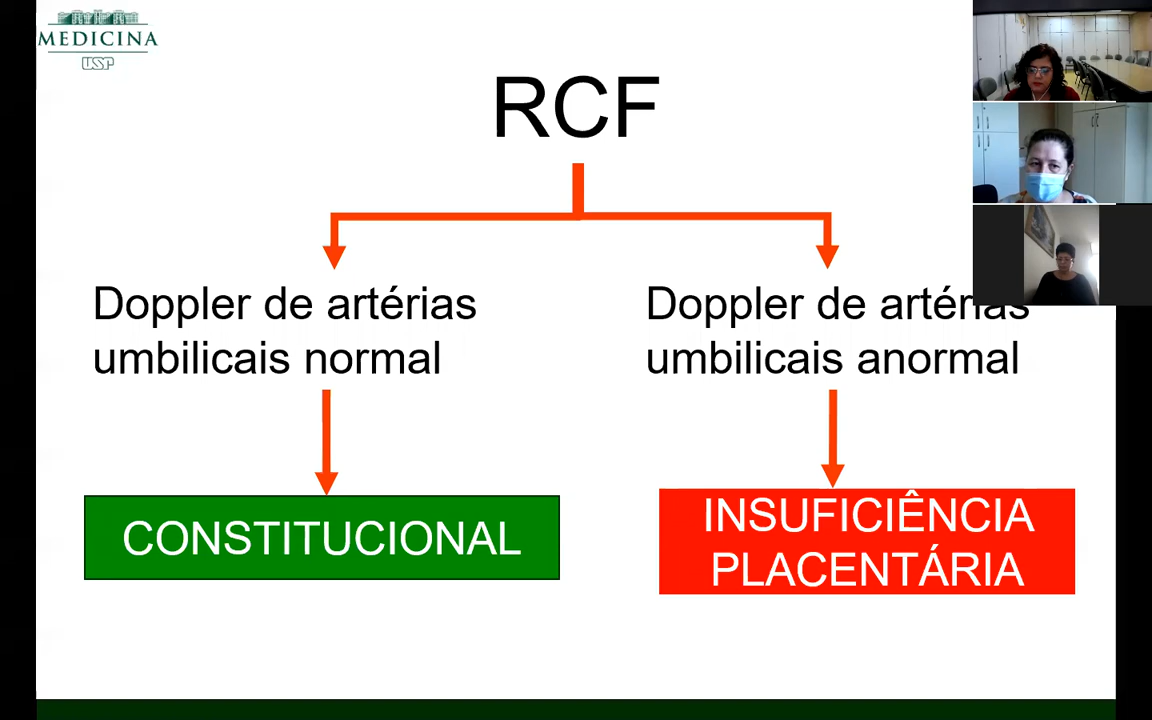 MEDICINA
USP
RCF
Doppler de artérias
umbilicais normal
Doppler de artérias
umbilicais anormal
CONSTITUCIONAL
INSUFICIÊNCIA
PLACENTÁRIA